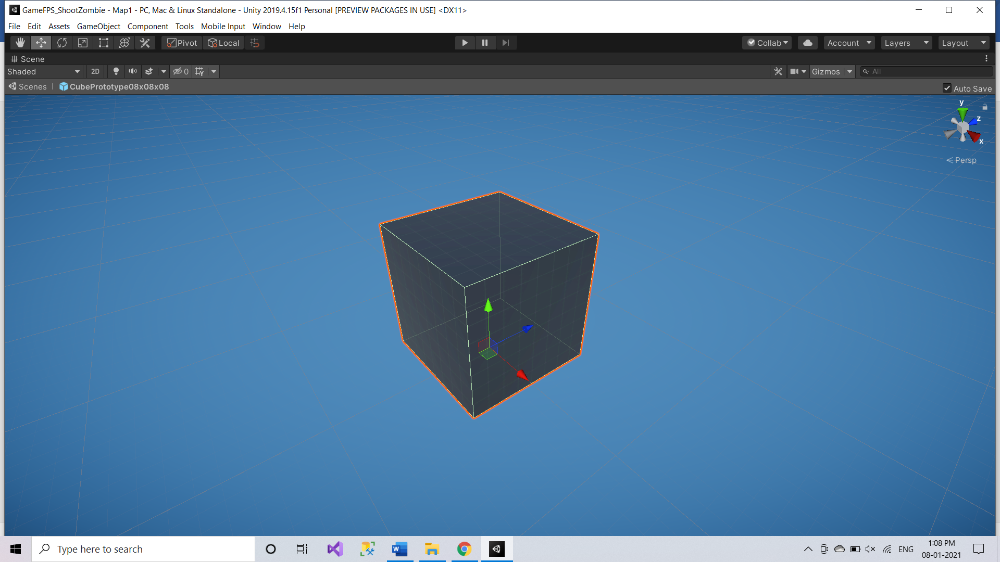 GameFPS_ShootZombie - Map1 - PC, Mac & Linux Standalone - Unity 2019.4.15f1 Personal [PREVIEW PACKAGES IN USE] <DX11>
File Edit Assets GameObject Component Tools Mobile Input Window Help
Pivot Local Collab Account Layers Layout
Scene
Shaded 2D 0 Gizmos All
Scenes CubePrototype08x08x08
Auto Save
y
z
x
Persp
W
Type here to search
ENG
1:08 PM
08-01-2021